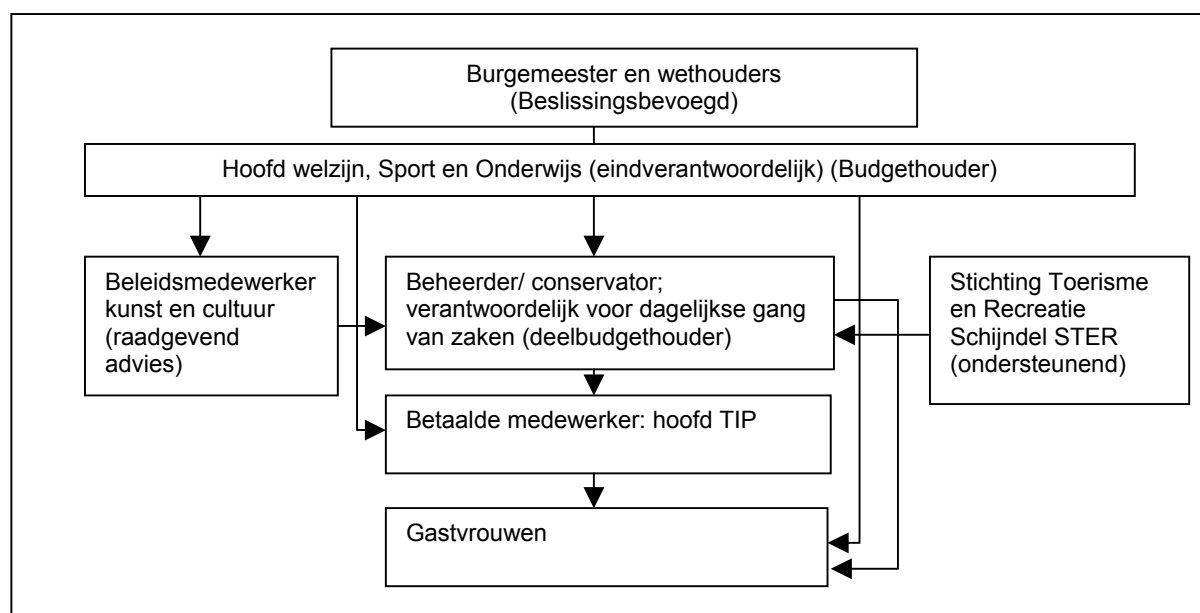 Burgemeester en wethouders
(Beslissingsbevoegd)
Hoofd welzijn, Sport en Onderwijs (eindverantwoordelijk) (Budgethouder)
Beleidsmedewerker
kunst en cultuur
(raadgevend
advies)
Beheerder/ conservator;
verantwoordelijk voor dagelijkse gang
van zaken (deelbudgethouder)
Stichting Toerisme
en Recreatie
Schijndel STER
(ondersteunend)
Betaalde medewerker: hoofd TIP
Gastvrouwen